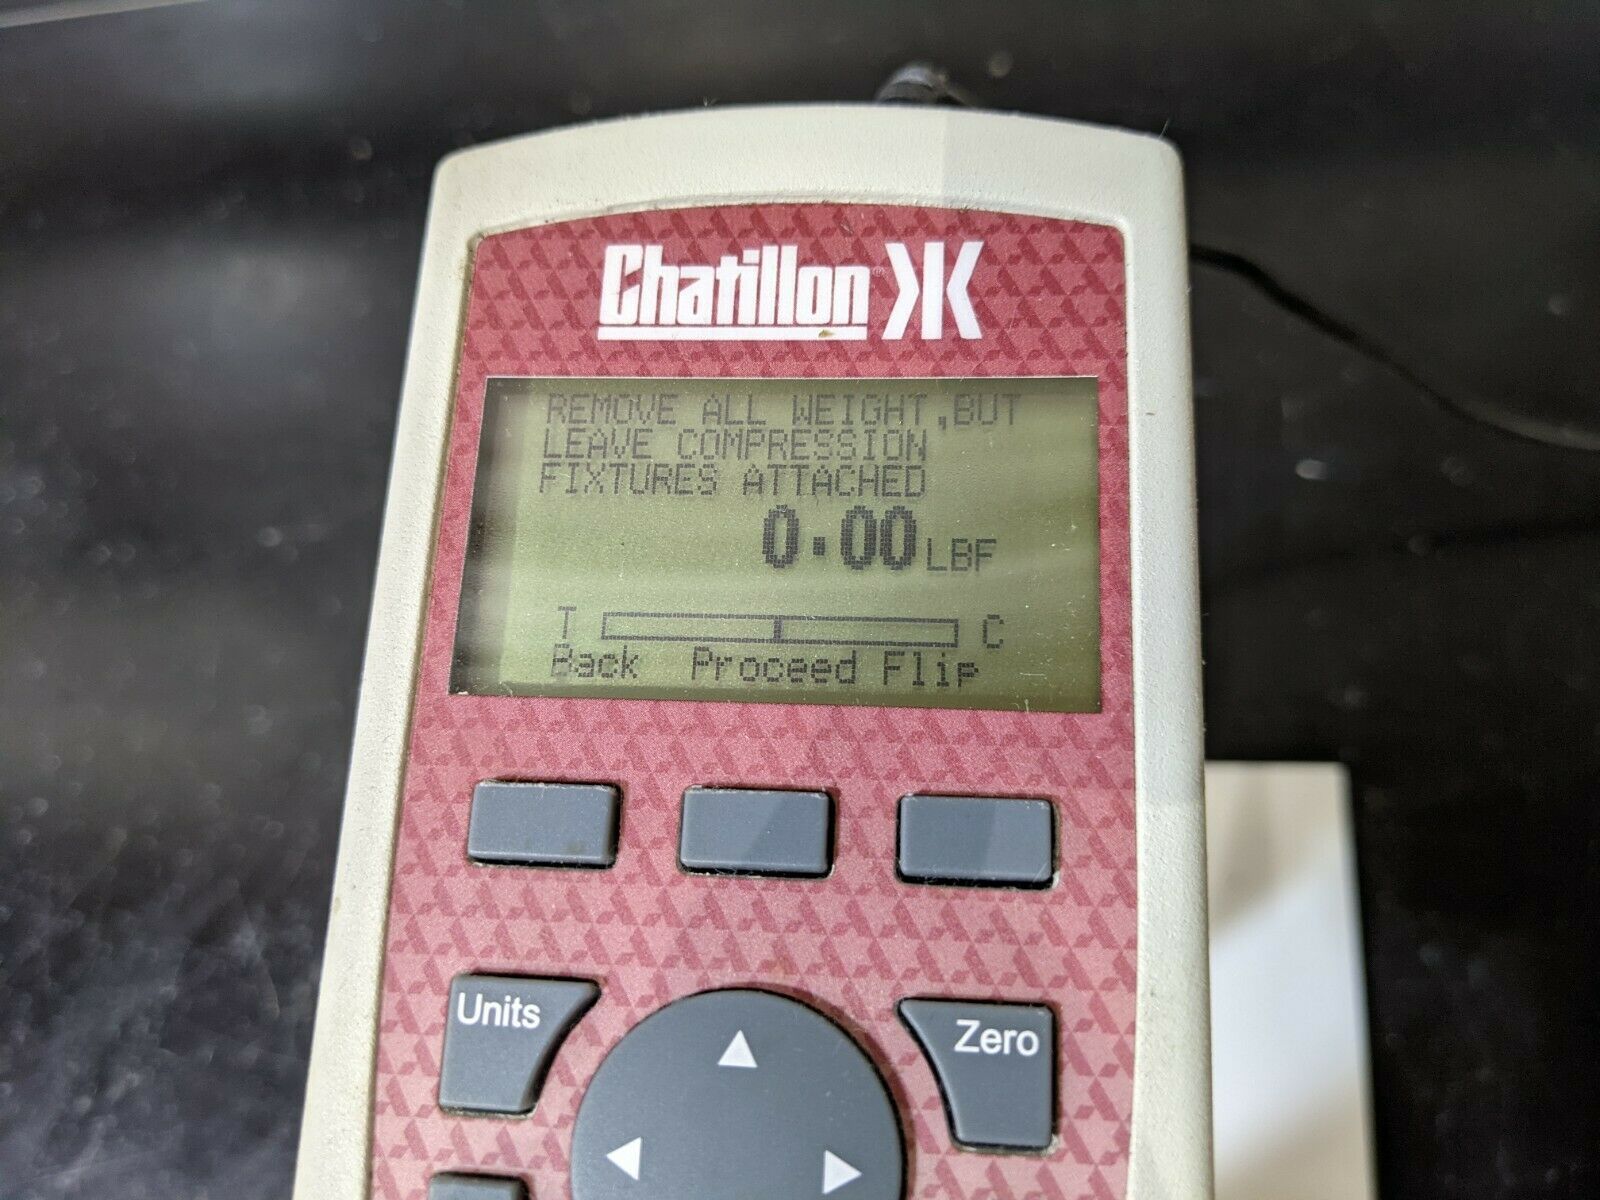 Chatillon®
REMOVE ALL WEIGHT,BUT
LEAVE COMPRESSION
FIXTURES ATTACHED
0.00 LBF
T C
Back Proceed Flip
Units
Zero